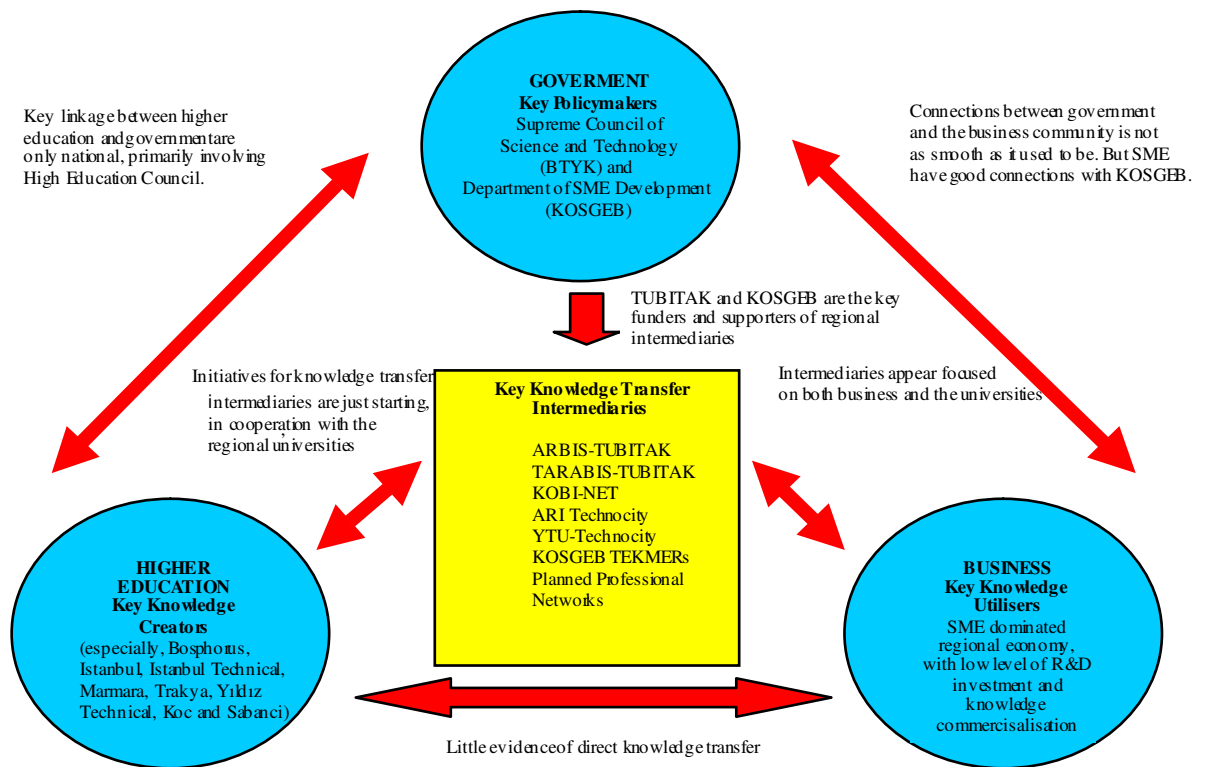 GOVERMENT
Key Policymakers
Supreme Council of
Science and Technology
(BTYK) and
Department of SME Development
(KOSGEB)
Key linkage between higher
education and government are
only national, primarily involving
High Education Council.
Connections between government
and the business community is not
as smooth as it used to be. But SME
have good connections with KOSGEB.
TUBITAK and KOSGEB are the key
funders and supporters of regional
intermediaries
Initiatives for knowledge transfer
intermediaries are just starting,
in cooperation with the
regional universities
Intermediaries appear focused
on both business and the universities
Key Knowledge Transfer
Intermediaries
ARBIS-TUBITAK
TARABIS-TUBITAK
KOBI-NET
ARI Technocity
YTU-Technocity
KOSGEB TEKMERs
Planned Professional
Networks
HIGHER
EDUCATION
Key Knowledge
Creators
(especially, Bosphorus,
Istanbul, Istanbul Technical,
Marmara, Trakya, Yıldız
Technical, Koc and Sabanci)
BUSINESS
Key Knowledge
Utilisers
SME dominated
regional economy,
with low level of R&D
investment and
knowledge
commercisalisation
Little evidence of direct knowledge transfer